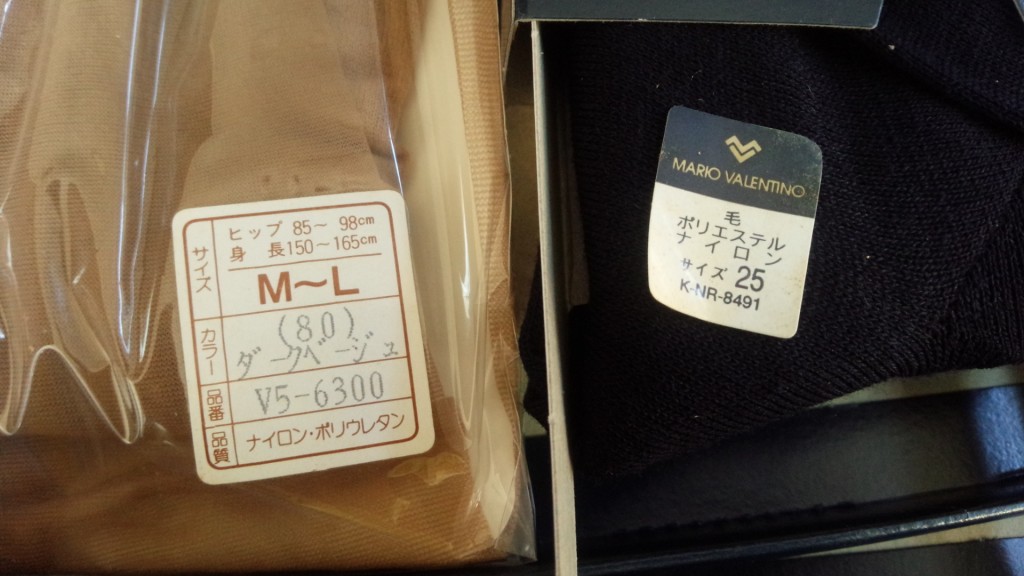 サイズ
ヒップ 85～98cm
身 長150～165cm
M～L
カラー
(80)
ダークベージュ
品番
V5-6300
品質
ナイロン・ポリウレタン
MARIO VALENTINO
毛
ポリエステル
ナイロン
サイズ 25
K-NR-8491